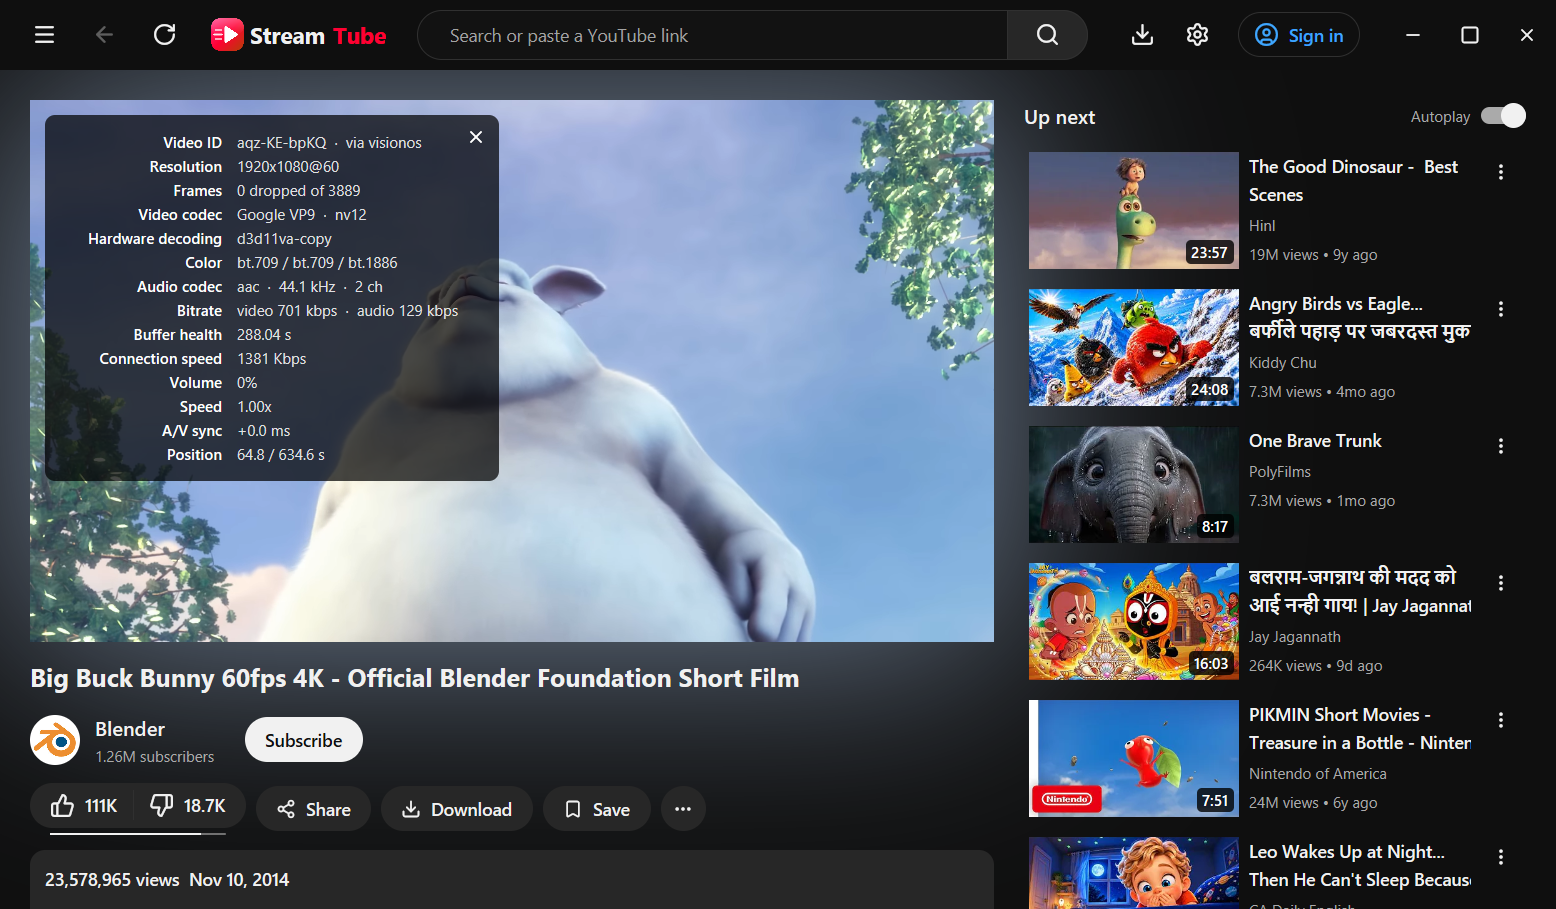 Stream Tube
Search or paste a YouTube link
Sign in
Video ID aqz-KE-bpKQ · via visionos
Resolution 1920x1080@60
Frames 0 dropped of 3889
Video codec Google VP9 · nv12
Hardware decoding d3d11va-copy
Color bt.709 / bt.709 / bt.1886
Audio codec aac · 44.1 kHz · 2 ch
Bitrate video 701 kbps · audio 129 kbps
Buffer health 288.04 s
Connection speed 1381 Kbps
Volume 0%
Speed 1.00x
A/V sync +0.0 ms
Position 64.8 / 634.6 s
Big Buck Bunny 60fps 4K - Official Blender Foundation Short Film
Blender
1.26M subscribers
Subscribe
111K
18.7K
Share
Download
Save
23,578,965 views Nov 10, 2014
Up next
Autoplay
The Good Dinosaur - Best
Scenes
Hinl
19M views • 9y ago
23:57
Angry Birds vs Eagle...
बर्फीले पहाड़ पर जबरदस्त मुक
Kiddy Chu
7.3M views • 4mo ago
24:08
One Brave Trunk
PolyFilms
7.3M views • 1mo ago
8:17
बलराम-जगन्नाथ की मदद को
आई नन्ही गाय! | Jay Jagannat
Jay Jagannath
264K views • 9d ago
16:03
PIKMIN Short Movies -
Treasure in a Bottle - Ninten
Nintendo of America
24M views • 6y ago
Nintendo
7:51
Leo Wakes Up at Night...
Then He Can't Sleep Because